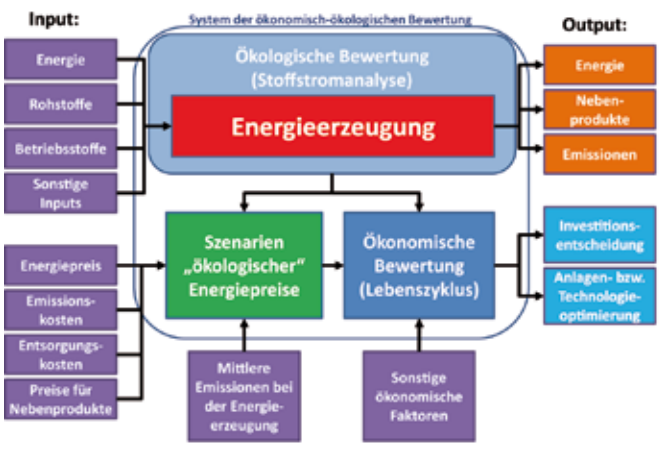 Input:
System der ökonomisch-ökologischen Bewertung
Output:
Energie
Rohstoffe
Betriebsstoffe
Sonstige
Inputs
Ökologische Bewertung
(Stoffstromanalyse)
Energieerzeugung
Energie
Neben-
produkte
Emissionen
Energiepreis
Emissions-
kosten
Entsorgungs-
kosten
Preise für
Nebenprodukte
Szenarien
„ökologischer“
Energiepreise
Ökonomische
Bewertung
(Lebenszyklus)
Investitions-
entscheidung
Anlagen- bzw.
Technologie-
optimierung
Mittlere
Emissionen bei
der Energie-
erzeugung
Sonstige
ökonomische
Faktoren